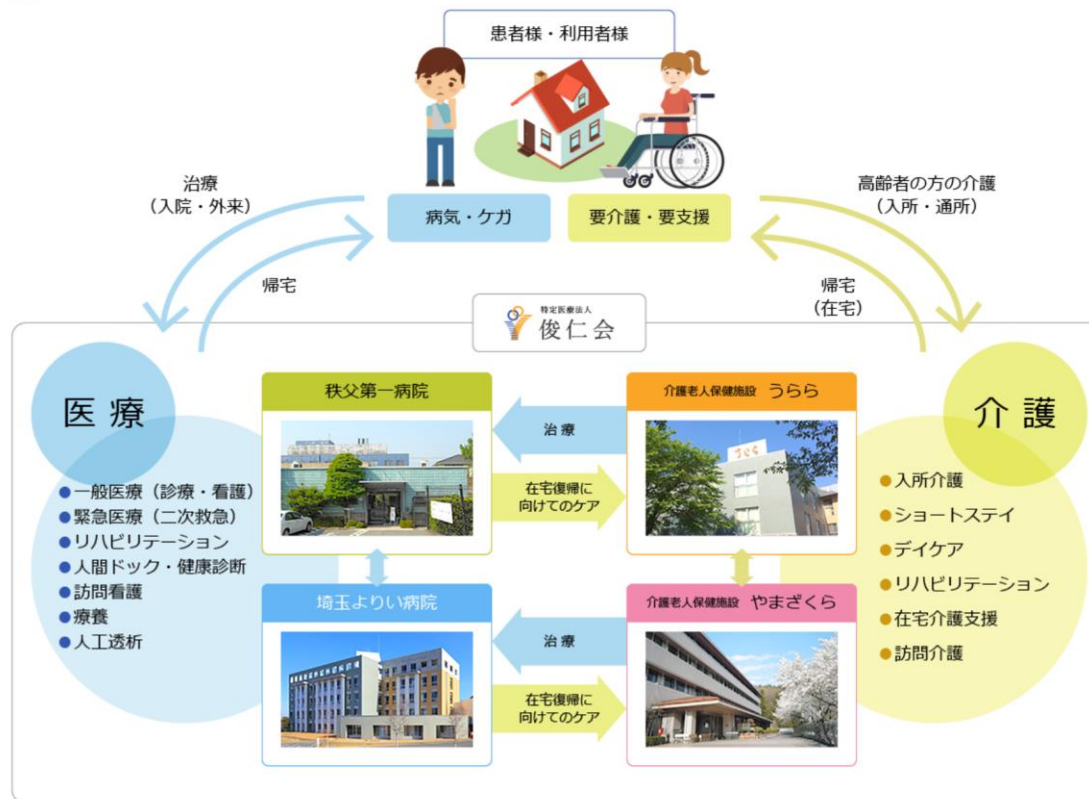 患者様・利用者様
治療
(入院・外来)
病気・ケガ
要介護・要支援
高齢者の方の介護
(入所・通所)
帰宅
帰宅
(在宅)
特定医療法人
俊仁会
医療
一般医療(診療・看護)
緊急医療(二次救急)
リハビリテーション
人間ドック・健康診断
訪問看護
療養
人工透析
秩父第一病院
治療
在宅復帰に
向けてのケア
介護老人保健施設 うらら
うらら
埼玉よりい病院
治療
在宅復帰に
向けてのケア
介護老人保健施設 やまざくら
介護
入所介護
ショートステイ
デイケア
リハビリテーション
在宅介護支援
訪問介護